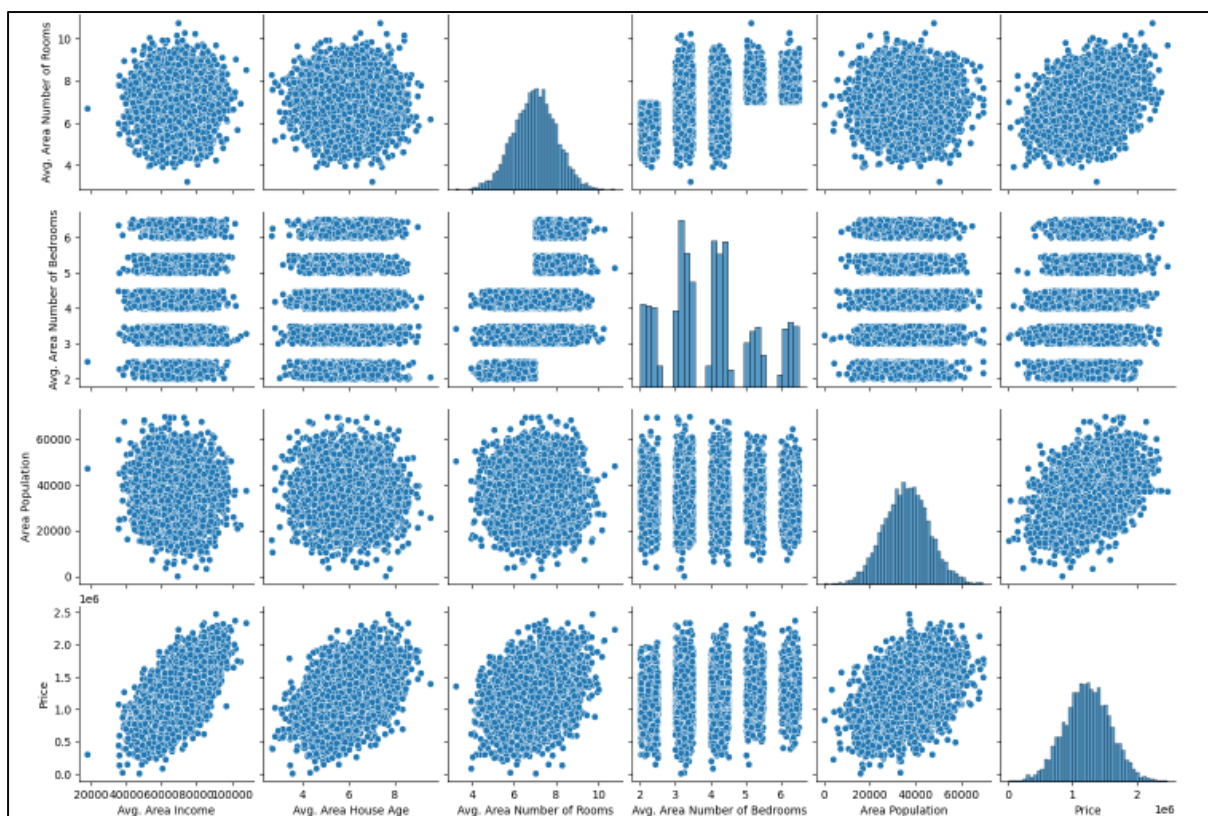 Avg. Area Number of Rooms
10
8
6
4
Avg. Area Number of Bedrooms
6
5
4
3
2
Area Population
60000
40000
20000
0
1e6
Price
2.5
2.0
1.5
1.0
0.5
0.0
20000 40000 60000 80000 100000
Avg. Area Income
4 6 8
Avg. Area House Age
4 6 8 10
Avg. Area Number of Rooms
2 3 4 5 6
Avg. Area Number of Bedrooms
0 20000 40000 60000
Area Population
0 1 2
1e6
Price